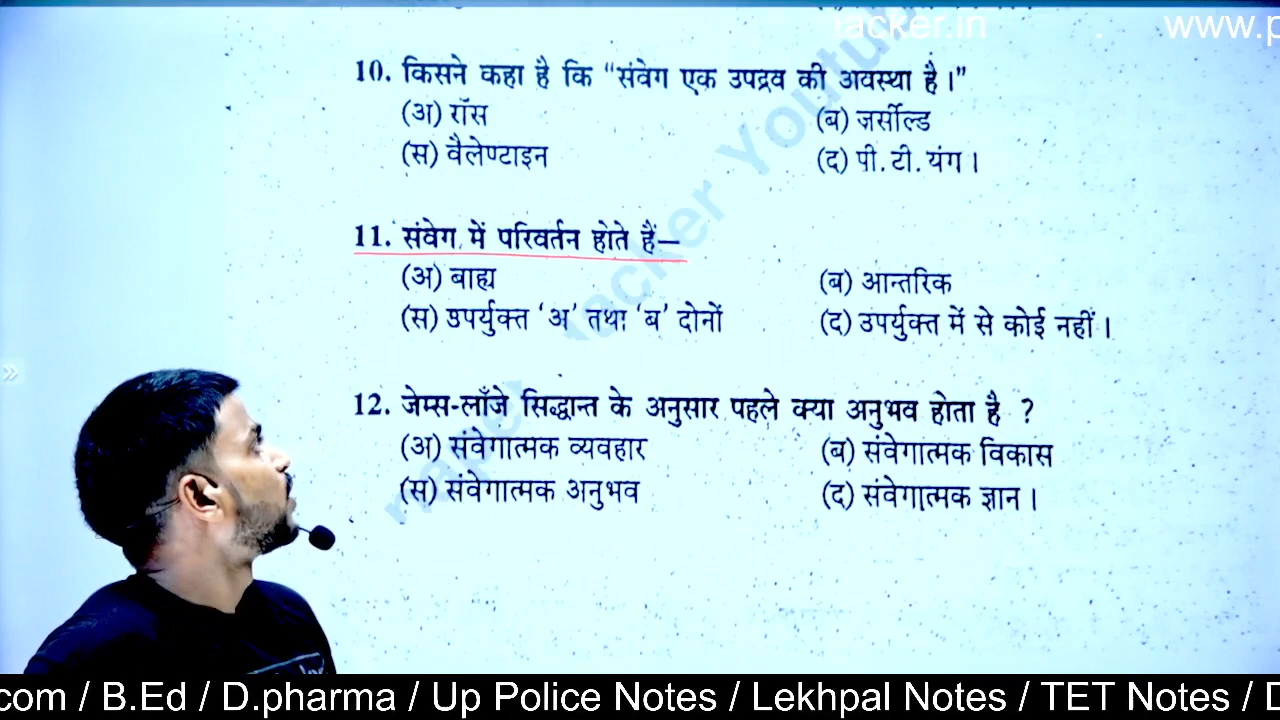 iacker.in . www.p
10. किसने कहा है कि “संवेग एक उपद्रव की अवस्था है।”
(अ) रॉस (ब) जर्सील्ड
(स) वैलेण्टाइन (द) पी. टी. यंग।
11. संवेग में परिवर्तन होते हैं—
(अ) बाह्य (ब) आन्तरिक
(स) उपर्युक्त ‘अ’ तथा ‘ब’ दोनों (द) उपर्युक्त में से कोई नहीं।
12. जेम्स-लाँजे सिद्धान्त के अनुसार पहले क्या अनुभव होता है ?
(अ) संवेगात्मक व्यवहार (ब) संवेगात्मक विकास
(स) संवेगात्मक अनुभव (द) संवेगात्मक ज्ञान।
.com / B.Ed / D.pharma / Up Police Notes / Lekhpal Notes / TET Notes / D